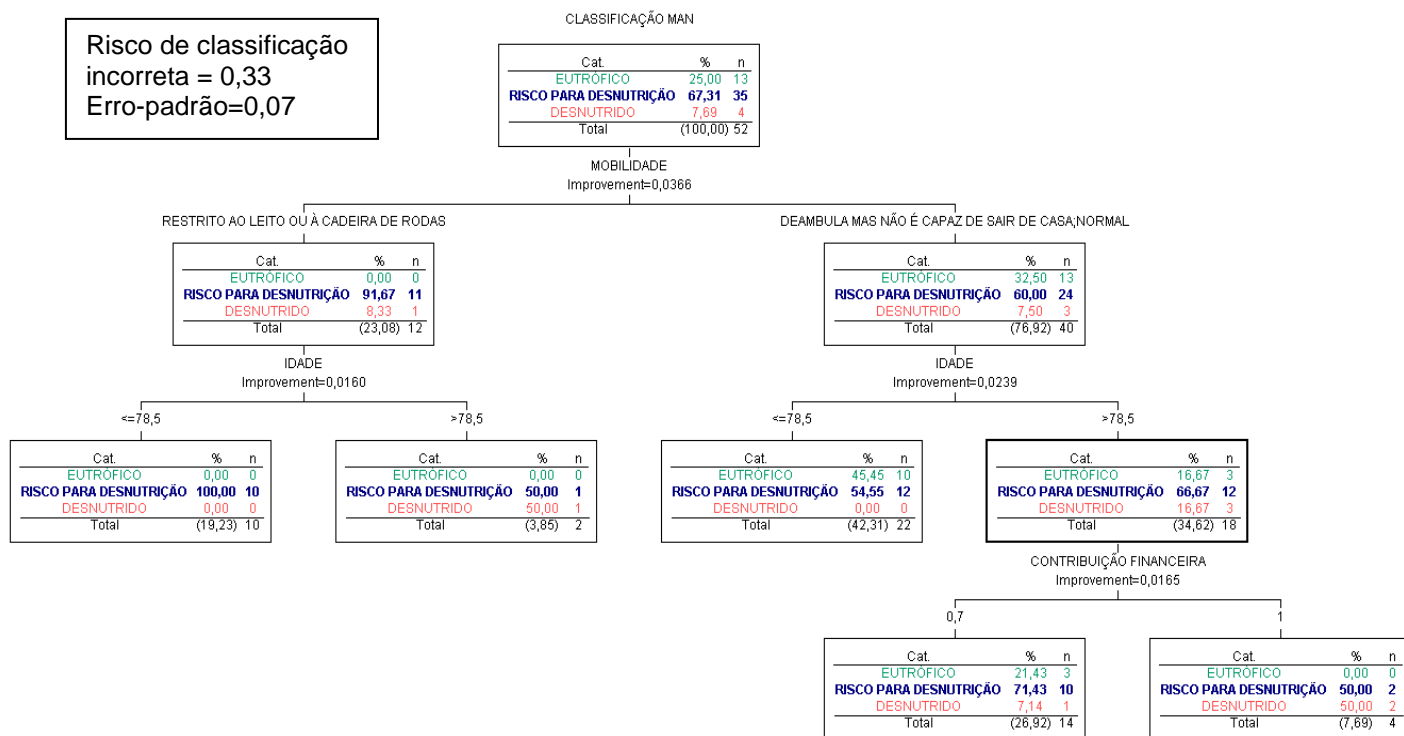 CLASSIFICAÇÃO MAN
Risco de classificação
incorreta = 0,33
Erro-padrão=0,07
Cat. % n
EUTRÓFICO 25,00 13
RISCO PARA DESNUTRIÇÃO 67,31 35
DESNUTRIDO 7,69 4
Total (100,00) 52
MOBILIDADE
Improvement=0,0366
RESTRITO AO LEITO OU À CADEIRA DE RODAS
Cat. % n
EUTRÓFICO 0,00 0
RISCO PARA DESNUTRIÇÃO 91,67 11
DESNUTRIDO 8,33 1
Total (23,08) 12
DEAMBULA MAS NÃO É CAPAZ DE SAIR DE CASA;NORMAL
Cat. % n
EUTRÓFICO 32,50 13
RISCO PARA DESNUTRIÇÃO 60,00 24
DESNUTRIDO 7,50 3
Total (76,92) 40
IDADE
Improvement=0,0160
IDADE
Improvement=0,0239
<=78,5
Cat. % n
EUTRÓFICO 0,00 0
RISCO PARA DESNUTRIÇÃO 100,00 10
DESNUTRIDO 0,00 0
Total (19,23) 10
>78,5
Cat. % n
EUTRÓFICO 0,00 0
RISCO PARA DESNUTRIÇÃO 50,00 1
DESNUTRIDO 50,00 1
Total (3,85) 2
<=78,5
Cat. % n
EUTRÓFICO 45,45 10
RISCO PARA DESNUTRIÇÃO 54,55 12
DESNUTRIDO 0,00 0
Total (42,31) 22
>78,5
Cat. % n
EUTRÓFICO 16,67 3
RISCO PARA DESNUTRIÇÃO 66,67 12
DESNUTRIDO 16,67 3
Total (34,62) 18
CONTRIBUIÇÃO FINANCEIRA
Improvement=0,0165
0,7
Cat. % n
EUTRÓFICO 21,43 3
RISCO PARA DESNUTRIÇÃO 71,43 10
DESNUTRIDO 7,14 1
Total (26,92) 14
1
Cat. % n
EUTRÓFICO 0,00 0
RISCO PARA DESNUTRIÇÃO 50,00 2
DESNUTRIDO 50,00 2
Total (7,69) 4